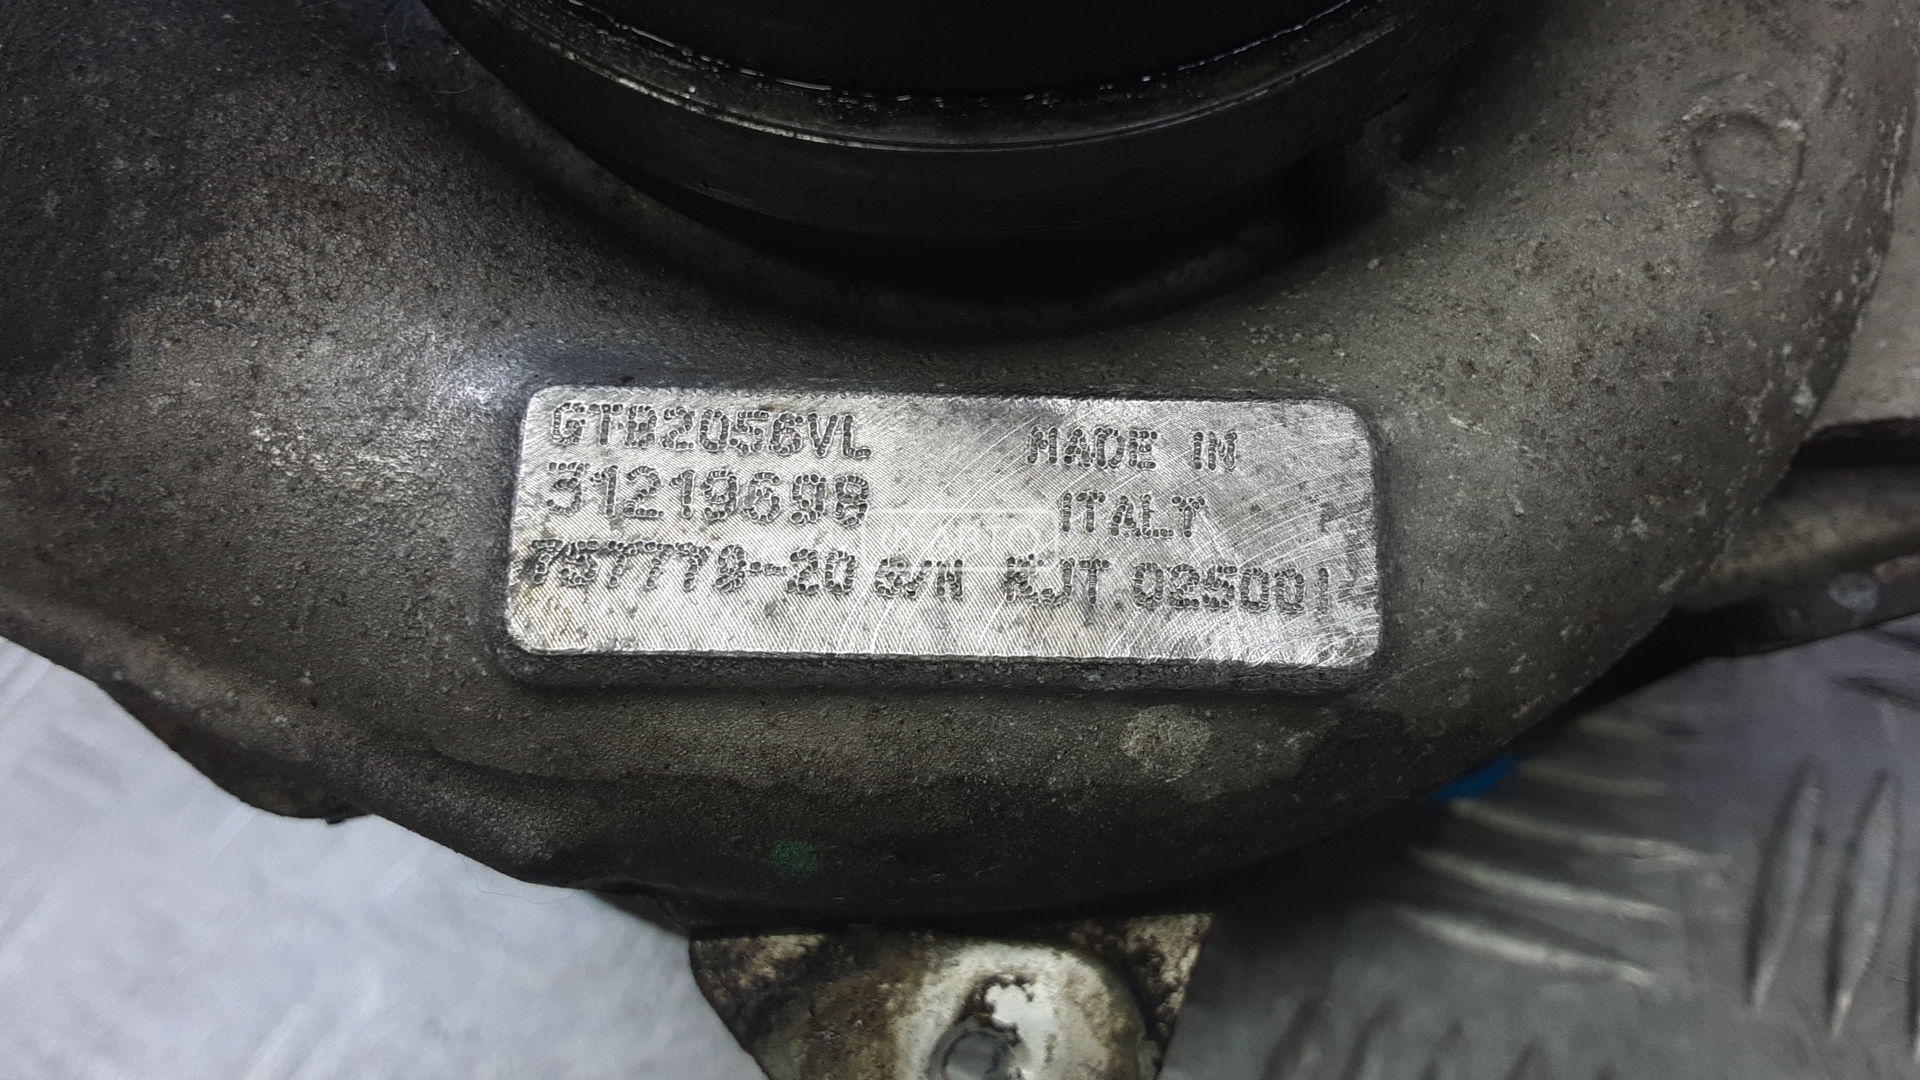 GTB2056VL MADE IN
31219698 ITALY
757779-20 S/N KJT 025001